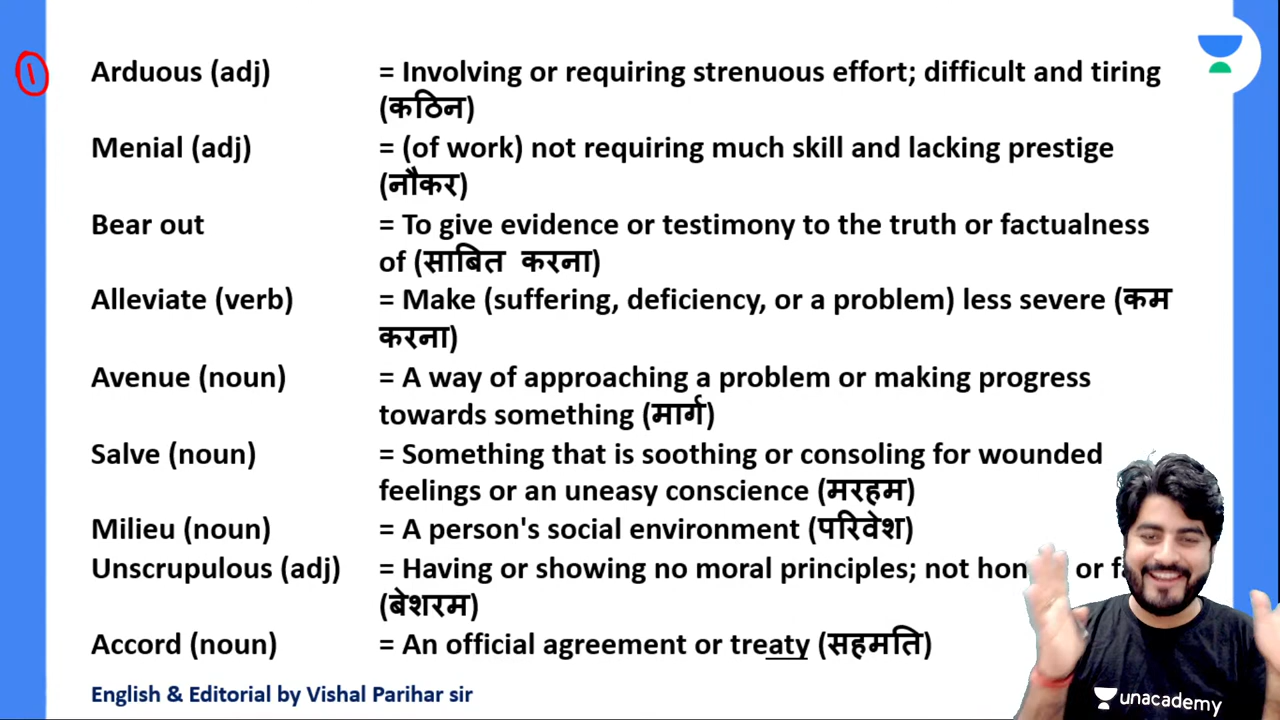 1
Arduous (adj) = Involving or requiring strenuous effort; difficult and tiring
(कठिन)
Menial (adj) = (of work) not requiring much skill and lacking prestige
(नौकर)
Bear out = To give evidence or testimony to the truth or factualness
of (साबित करना)
Alleviate (verb) = Make (suffering, deficiency, or a problem) less severe (कम
करना)
Avenue (noun) = A way of approaching a problem or making progress
towards something (मार्ग)
Salve (noun) = Something that is soothing or consoling for wounded
feelings or an uneasy conscience (मरहम)
Milieu (noun) = A person's social environment (परिवेश)
Unscrupulous (adj) = Having or showing no moral principles; not or
(बेशरम)
Accord (noun) = An official agreement or treaty (सहमति)
English & Editorial by Vishal Parihar sir
unacademy